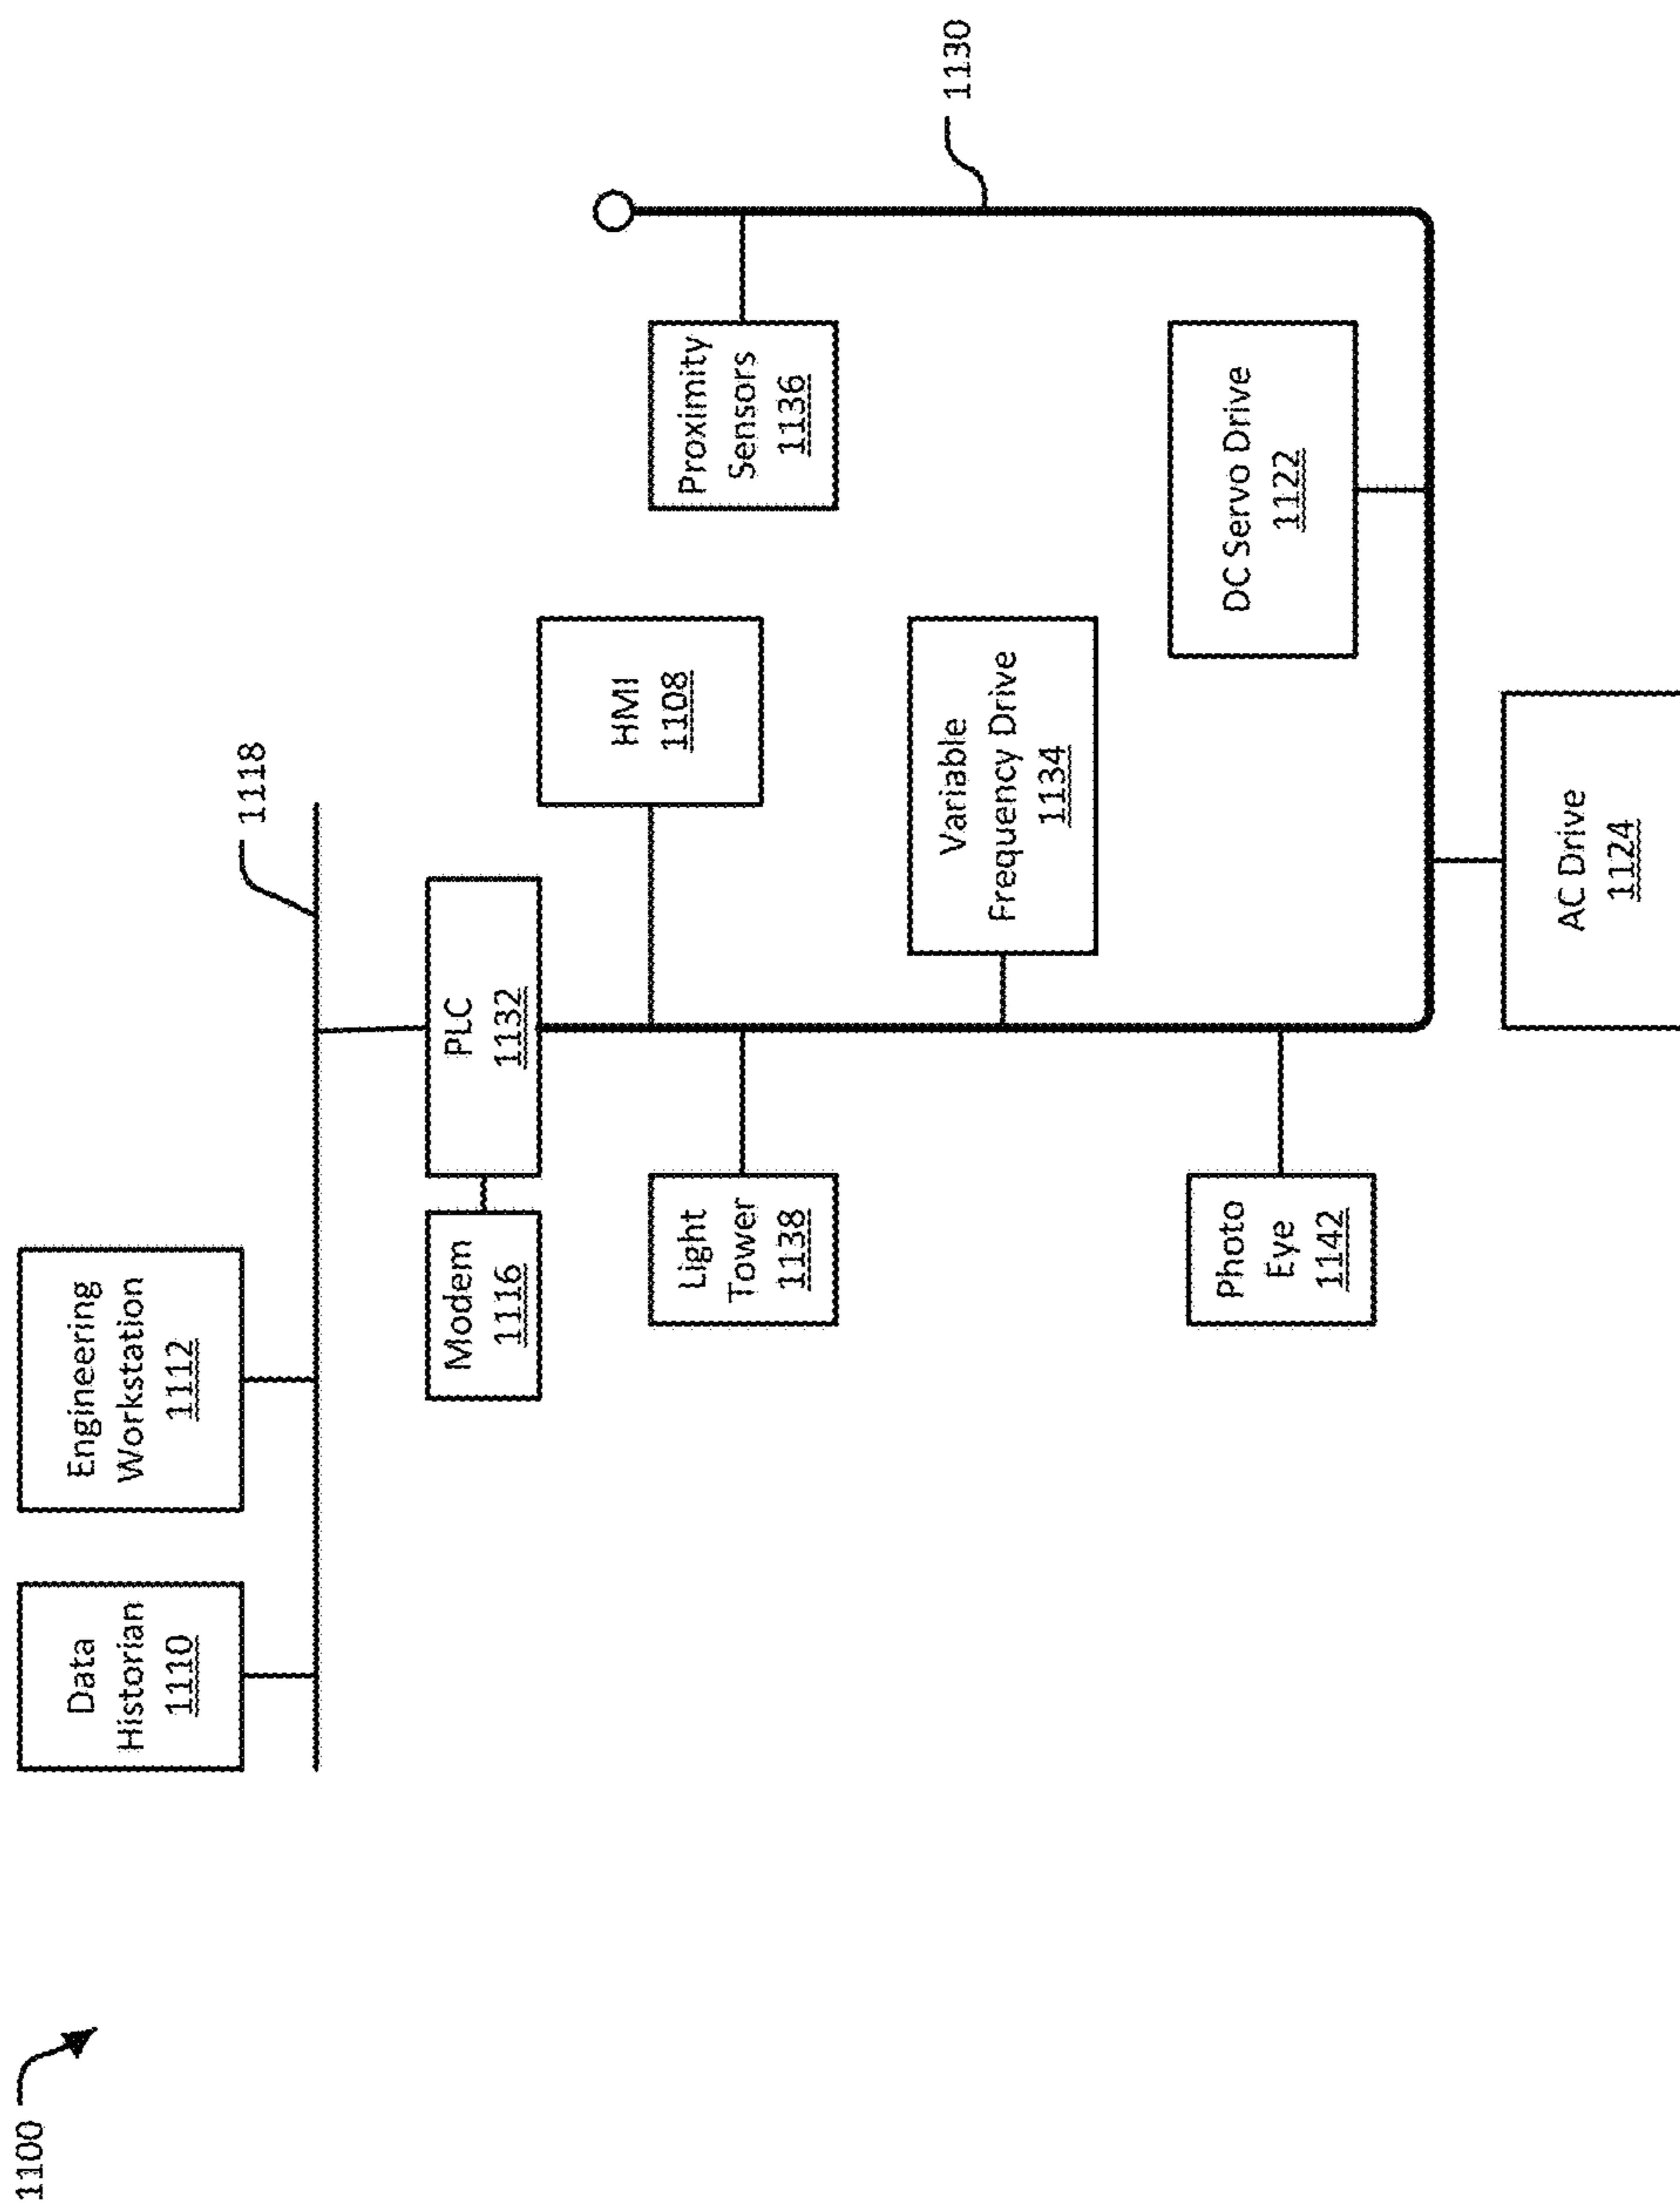 1100
Data
Historian
1110
Engineering
Workstation
1112
1118
Modem
1116
PLC
1132
HMI
1108
Light
Tower
1138
Proximity
Sensors
1136
1130
Variable
Frequency Drive
1134
Photo
Eye
1142
DC Servo Drive
1122
AC Drive
1124